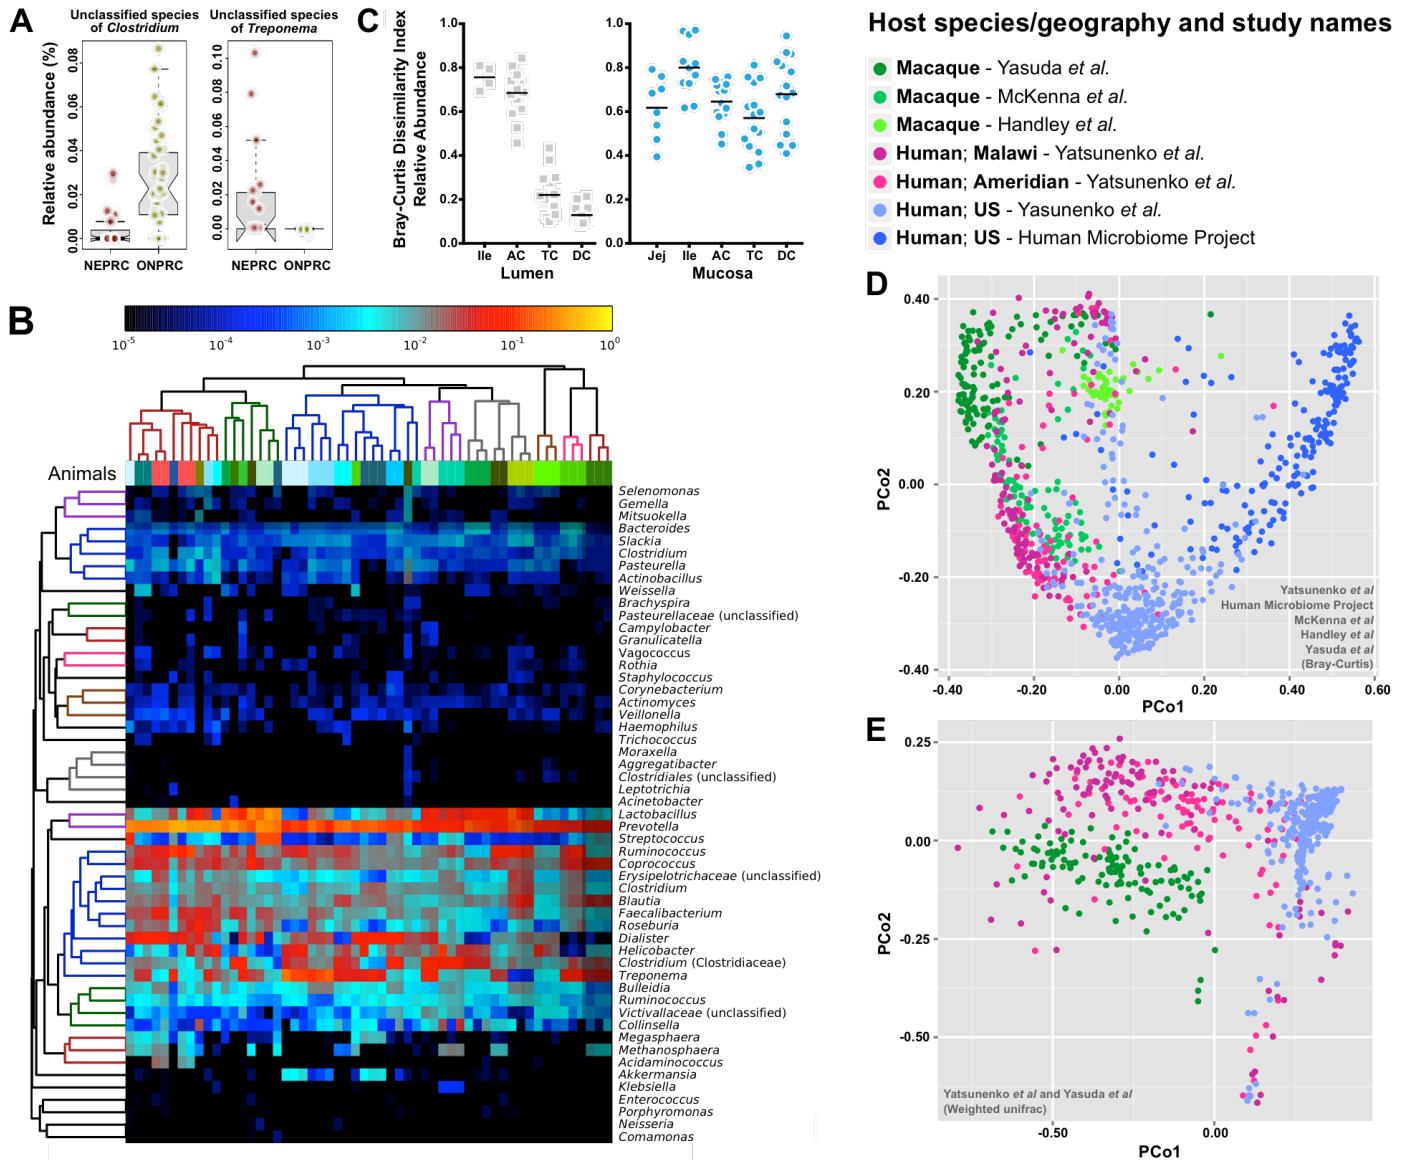 A
Unclassified species
of Clostridium
Unclassified species
of Treponema
Relative abundance (%)
0.08
0.06
0.04
0.02
0.00
NEPRC ONPRC
0.10
0.08
0.06
0.04
0.02
0.00
NEPRC ONPRC
C
Bray-Curtis Dissimilarity Index
Relative Abundance
1.0
0.8
0.6
0.4
0.2
0.0
Ile AC TC DC
Lumen
1.0
0.8
0.6
0.4
0.2
0.0
Jej Ile AC TC DC
Mucosa
Host species/geography and study names
Macaque - Yasuda et al.
Macaque - McKenna et al.
Macaque - Handley et al.
Human; Malawi - Yatsunenko et al.
Human; Ameridian - Yatsunenko et al.
Human; US - Yasunenko et al.
Human; US - Human Microbiome Project
B
10-5 10-4 10-3 10-2 10-1 100
Animals
Selenomonas
Gemella
Mitsuokella
Bacteroides
Slackia
Clostridium
Pasteurella
Actinobacillus
Weissella
Brachyspira
Pasteurellaceae (unclassified)
Campylobacter
Granulicatella
Vagococcus
Rothia
Staphylococcus
Corynebacterium
Actinomyces
Veillonella
Haemophilus
Trichococcus
Moraxella
Aggregatibacter
Clostridiales (unclassified)
Leptotrichia
Acinetobacter
Lactobacillus
Prevotella
Streptococcus
Ruminococcus
Coprococcus
Erysipelotrichaceae (unclassified)
Clostridium
Blautia
Faecalibacterium
Roseburia
Dialister
Helicobacter
Clostridium (Clostridiaceae)
Treponema
Bulleidia
Ruminococcus
Victivallaceae (unclassified)
Collinsella
Megasphaera
Methanosphaera
Acidaminococcus
Akkermansia
Klebsiella
Enterococcus
Porphyromonas
Neisseria
Comamonas
D
0.40
0.20
0.00
-0.20
-0.40
PCo2
Yatsunenko et al
Human Microbiome Project
McKenna et al
Handley et al
Yasuda et al
(Bray-Curtis)
-0.40 -0.20 0.00 0.20 0.40 0.60
PCo1
E
0.25
0.00
-0.25
-0.50
PCo2
Yatsunenko et al and Yasuda et al
(Weighted unifrac)
-0.50 0.00
PCo1